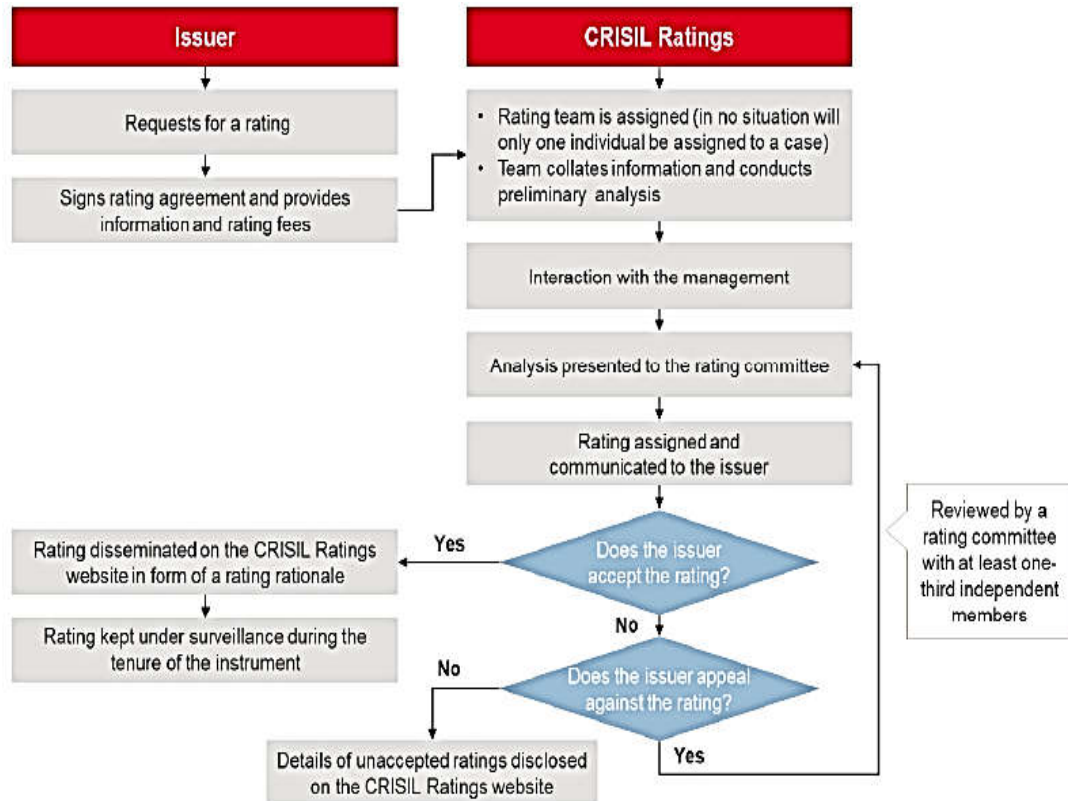 Issuer
CRISIL Ratings
Requests for a rating
Signs rating agreement and provides
information and rating fees
• Rating team is assigned (in no situation will
only one individual be assigned to a case)
• Team collates information and conducts
preliminary analysis
Interaction with the management
Analysis presented to the rating committee
Rating assigned and
communicated to the issuer
Does the issuer
accept the rating?
Yes
Rating disseminated on the CRISIL Ratings
website in form of a rating rationale
Rating kept under surveillance during the
tenure of the instrument
No
Does the issuer appeal
against the rating?
No
Details of unaccepted ratings disclosed
on the CRISIL Ratings website
Yes
Reviewed by a
rating committee
with at least one-
third independent
members